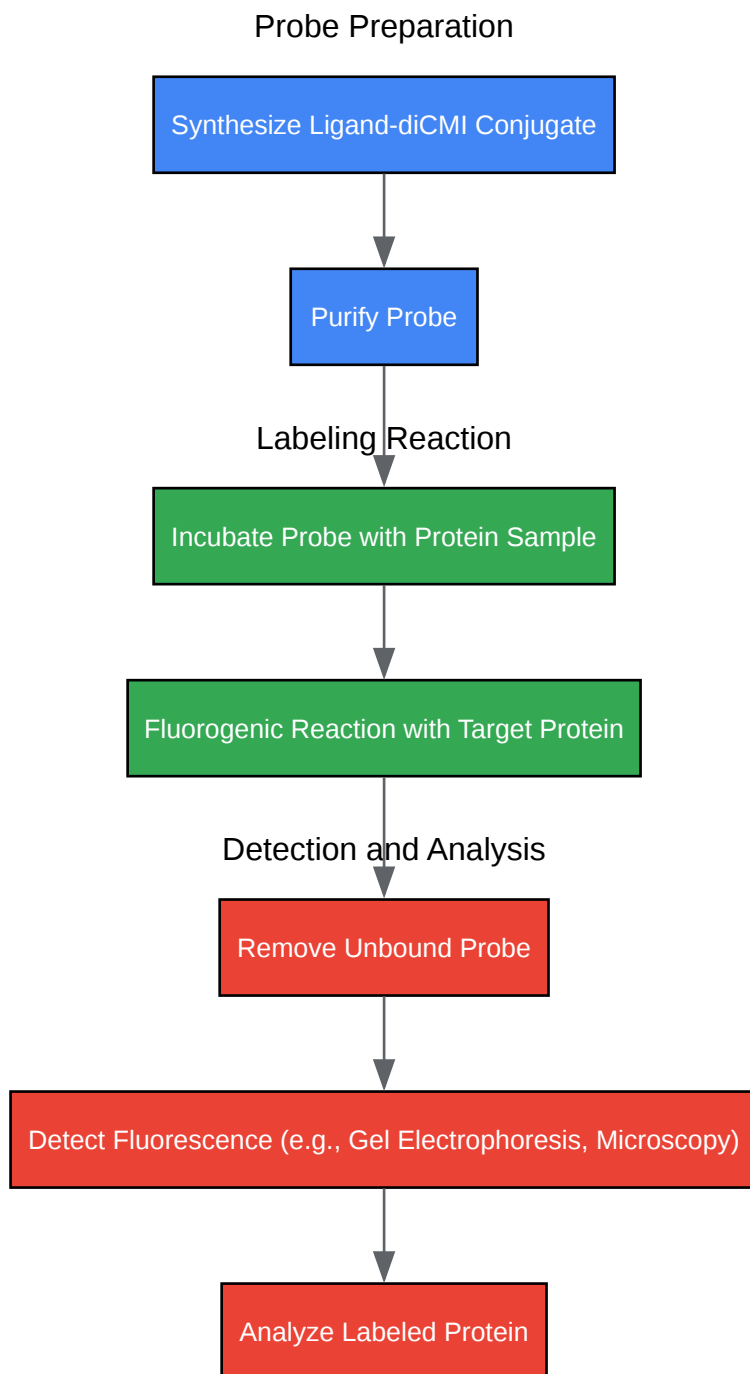 Probe Preparation
Synthesize Ligand-diCMI Conjugate
Purify Probe
Labeling Reaction
Incubate Probe with Protein Sample
Fluorogenic Reaction with Target Protein
Detection and Analysis
Remove Unbound Probe
Detect Fluorescence (e.g., Gel Electrophoresis, Microscopy)
Analyze Labeled Protein